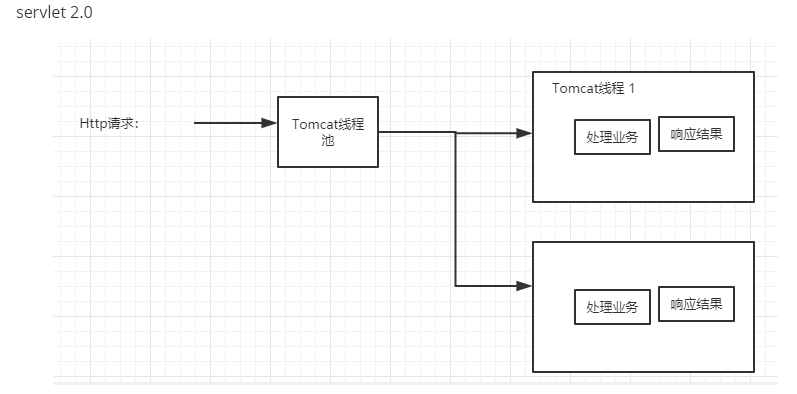 servlet 2.0
Tomcat线程 1
Http请求：
Tomcat线程
池
处理业务
响应结果
处理业务
响应结果